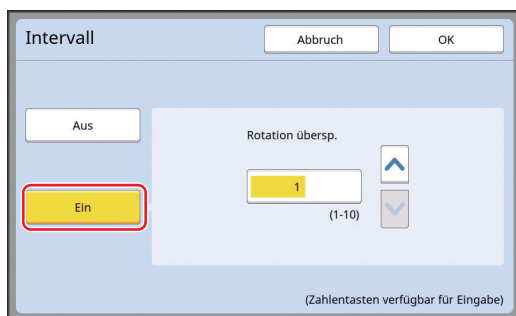 Intervall
Abbruch
OK
Aus
Rotation übersp.
1
Ein
(1-10)
(Zahlentasten verfügbar für Eingabe)